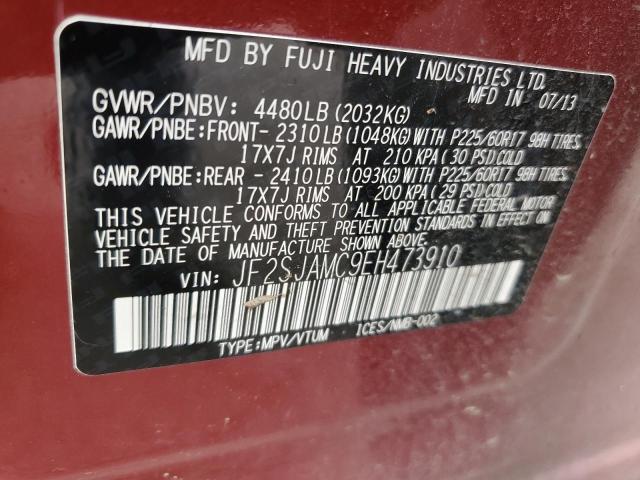 MFD BY FUJI HEAVY INDUSTRIES LTD.
MFD IN 07/13
GVWR/PNBV: 4480LB(2032KG)
GAWR/PNBE:FRONT- 2310LB(1048KG)WITH P225/60R17 98H TIRES,
17X7J RIMS AT 210 KPA(30 PSI)COLD
GAWR/PNBE:REAR - 2410LB(1093KG)WITH P225/60R17 98H TIRES,
17X7J RIMS AT 200 KPA(29 PSI)COLD
THIS VEHICLE CONFORMS TO ALL APPLICABLE FEDERAL MOTOR
VEHICLE SAFETY AND THEFT PREVENTION STANDARDS IN EFFECT ON
THE DATE OF MANUFACTURE SHOWN ABOVE.
VIN: JF2SJAMC9EH473910
TYPE:MPV/VTUM ICES/NMB-002